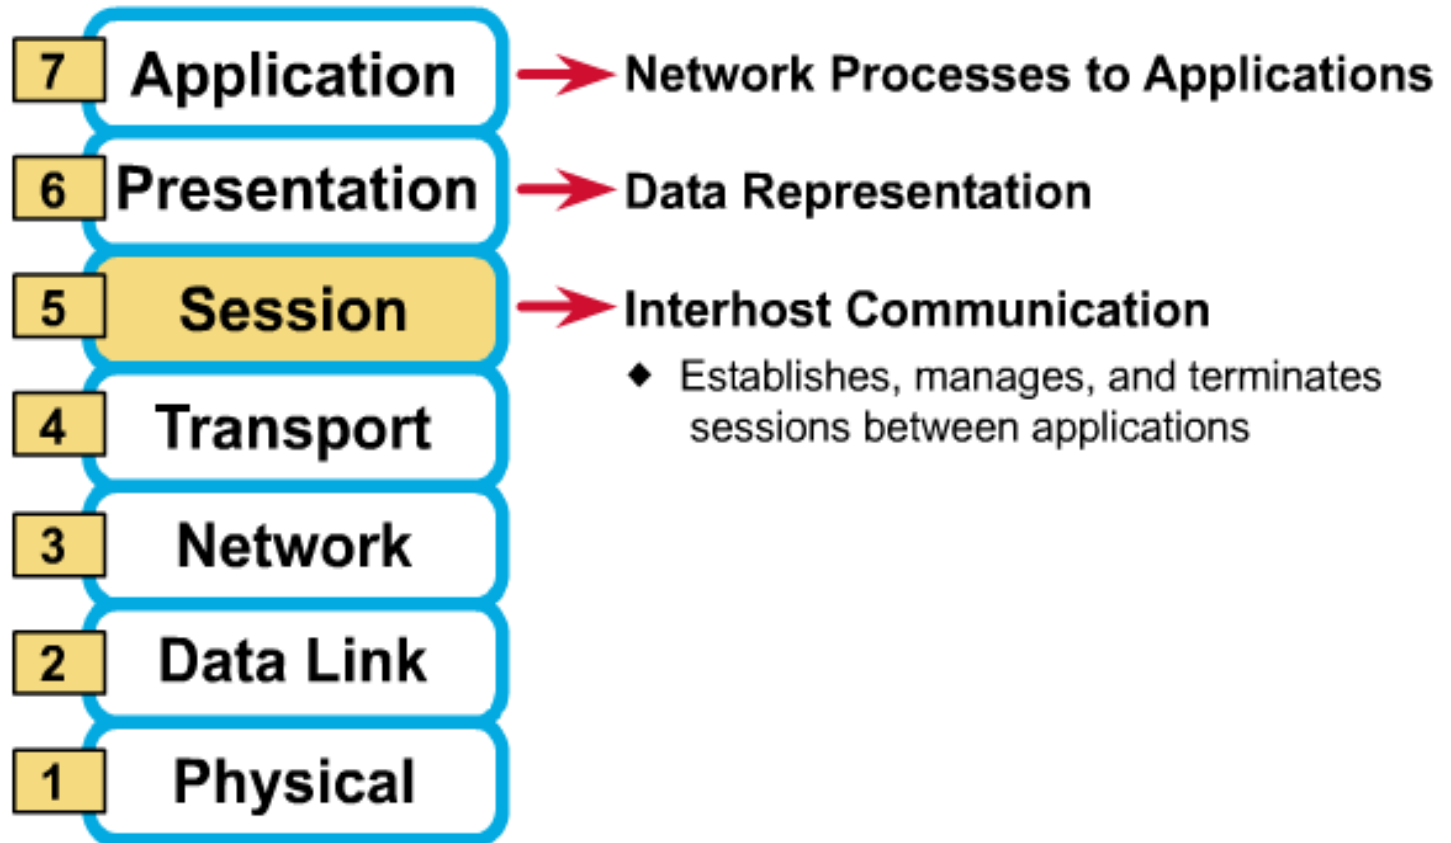 7 Application Network Processes to Applications
6 Presentation Data Representation
5 Session Interhost Communication
◆ Establishes, manages, and terminates
sessions between applications
4 Transport
3 Network
2 Data Link
1 Physical